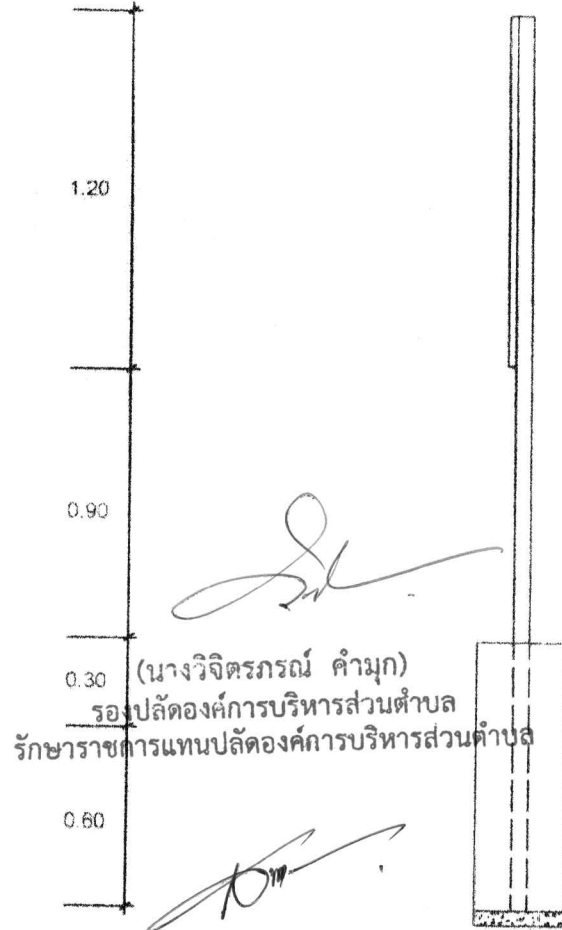 1.20
0.90
0.30
(นางวิจิตรภรณ์ คำมุก)
รองปลัดองค์การบริหารส่วนตำบล
รักษาราชการแทนปลัดองค์การบริหารส่วนตำบล
0.60